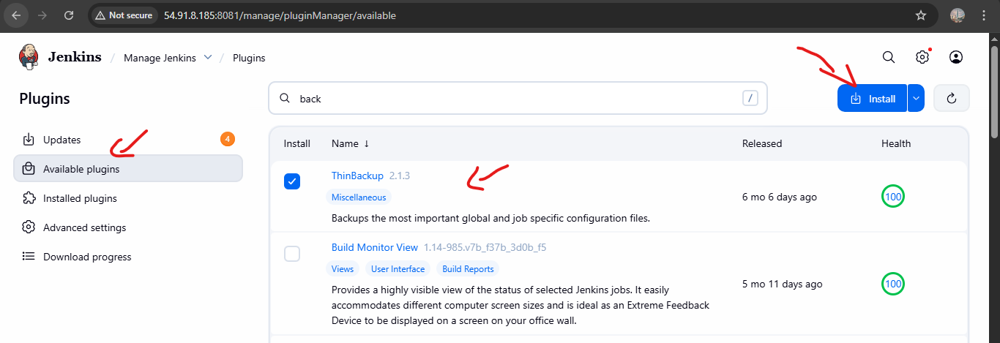 Not secure 54.91.8.185:8081/manage/pluginManager/available
Jenkins / Manage Jenkins / Plugins
Plugins
back /
Install
Updates 4
Available plugins
Installed plugins
Advanced settings
Download progress
Install Name ↓ Released Health
ThinBackup 2.1.3
Miscellaneous
Backups the most important global and job specific configuration files.
6 mo 6 days ago
100
Build Monitor View 1.14-985.v7b_f37b_3d0b_f5
Views User Interface Build Reports
Provides a highly visible view of the status of selected Jenkins jobs. It easily
accommodates different computer screen sizes and is ideal as an Extreme Feedback
Device to be displayed on a screen on your office wall.
5 mo 11 days ago
100